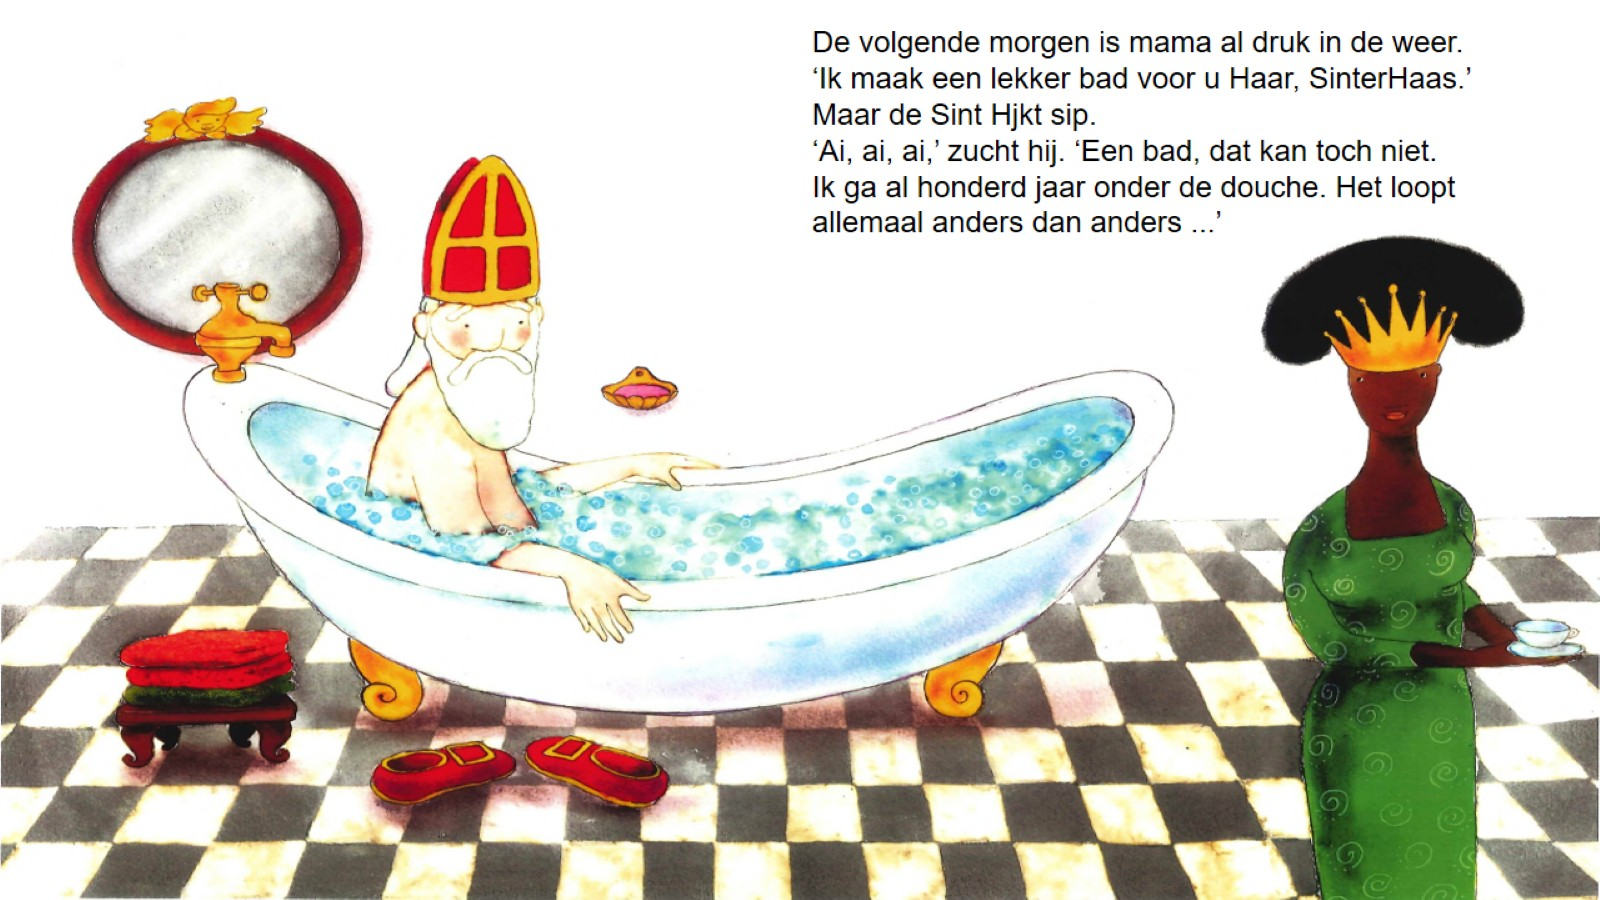 De volgende morgen is mama al druk in de weer.
‘Ik maak een lekker bad voor u Haar, SinterHaas.’
Maar de Sint Hjkt sip.
‘Ai, ai, ai,’ zucht hij. ‘Een bad, dat kan toch niet.
Ik ga al honderd jaar onder de douche. Het loopt
allemaal anders dan anders ...’